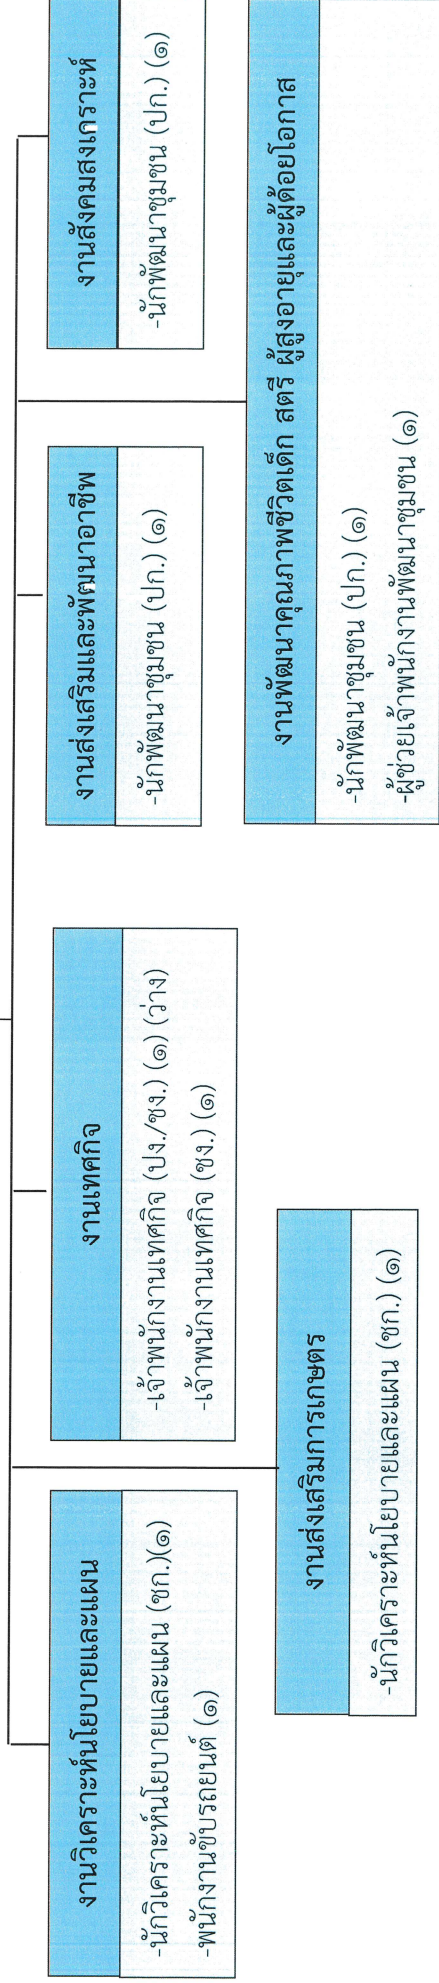 งานวิเคราะห์นโยบายและแผน
-นักวิเคราะห์นโยบายและแผน (ชก.)(๑)
-พนักงานขับรถยนต์ (๑)
งานเทศกิจ
-เจ้าพนักงานเทศกิจ (ปง./ชง.) (๑) (ว่าง)
-เจ้าพนักงานเทศกิจ (ชง.) (๑)
งานส่งเสริมและพัฒนาอาชีพ
-นักพัฒนาชุมชน (ปก.) (๑)
งานสังคมสงเคราะห์
-นักพัฒนาชุมชน (ปก.) (๑)
งานส่งเสริมการเกษตร
-นักวิเคราะห์นโยบายและแผน (ชก.) (๑)
งานพัฒนาคุณภาพชีวิตเด็ก สตรี ผู้สูงอายุและผู้ด้อยโอกาส
-นักพัฒนาชุมชน (ปก.) (๑)
-ผู้ช่วยเจ้าพนักงานพัฒนาชุมชน (๑)